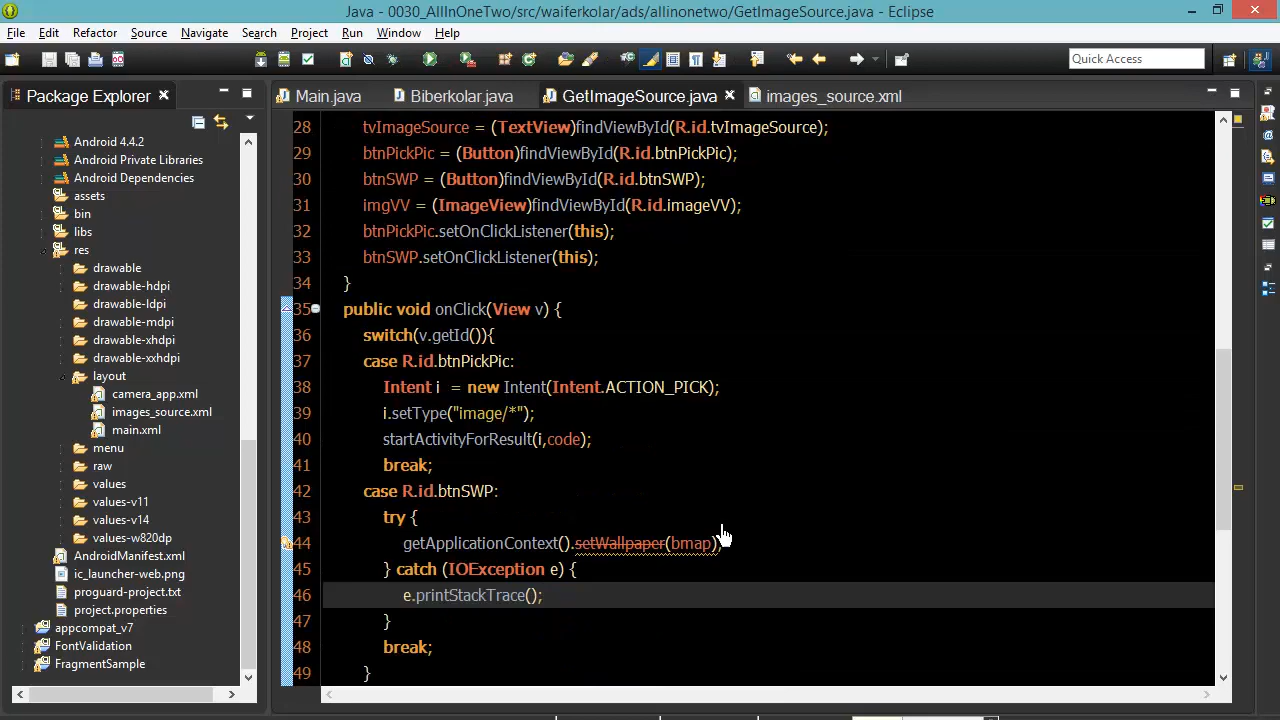 Java - 0030_AllInOneTwo/src/waiferkolar/ads/allinonetwo/GetImageSource.java - Eclipse
File Edit Refactor Source Navigate Search Project Run Window Help
Quick Access
Package Explorer
Main.java
Biberkolar.java
GetImageSource.java
images_source.xml
Android 4.4.2
Android Private Libraries
Android Dependencies
assets
bin
libs
res
drawable
drawable-hdpi
drawable-ldpi
drawable-mdpi
drawable-xhdpi
drawable-xxhdpi
layout
camera_app.xml
images_source.xml
main.xml
menu
raw
values
values-v11
values-v14
values-w820dp
AndroidManifest.xml
ic_launcher-web.png
proguard-project.txt
project.properties
appcompat_v7
FontValidation
FragmentSample
28 tvImageSource = (TextView)findViewById(R.id.tvImageSource);
29 btnPickPic = (Button)findViewById(R.id.btnPickPic);
30 btnSWP = (Button)findViewById(R.id.btnSWP);
31 imgVV = (ImageView)findViewById(R.id.imageVV);
32 btnPickPic.setOnClickListener(this);
33 btnSWP.setOnClickListener(this);
34 }
35 public void onClick(View v) {
36 switch(v.getId()){
37 case R.id.btnPickPic:
38 Intent i  = new Intent(Intent.ACTION_PICK);
39 i.setType("image/*");
40 startActivityForResult(i,code);
41 break;
42 case R.id.btnSWP:
43 try {
44 getApplicationContext().setWallpaper(bmap);
45 } catch (IOException e) {
46 e.printStackTrace();
47 }
48 break;
49 }